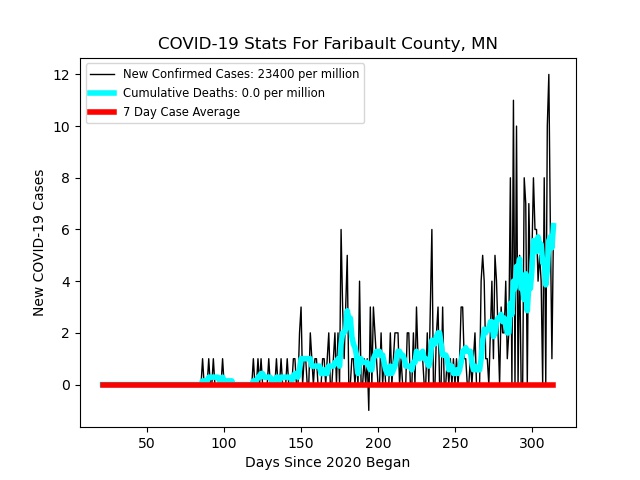 COVID-19 Stats For Faribault County, MN
New Confirmed Cases: 23400 per million
Cumulative Deaths: 0.0 per million
7 Day Case Average
12
10
8
6
4
2
0
New COVID-19 Cases
50 100 150 200 250 300
Days Since 2020 Began